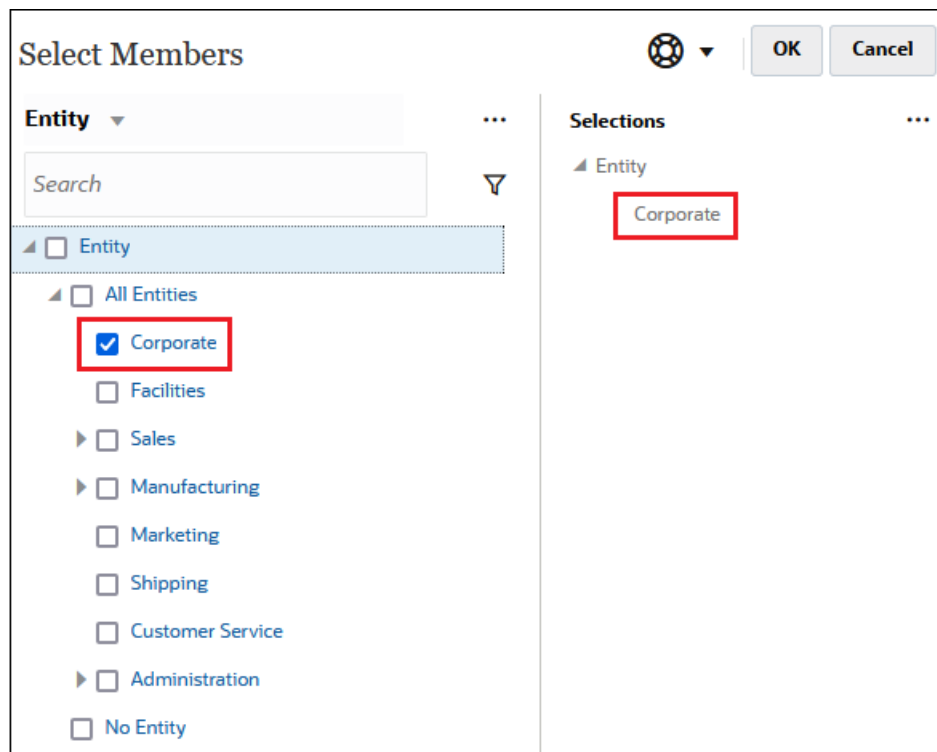 Select Members
OK
Cancel
Entity
Search
Entity
All Entities
Corporate
Facilities
Sales
Manufacturing
Marketing
Shipping
Customer Service
Administration
No Entity
Selections
Entity
Corporate